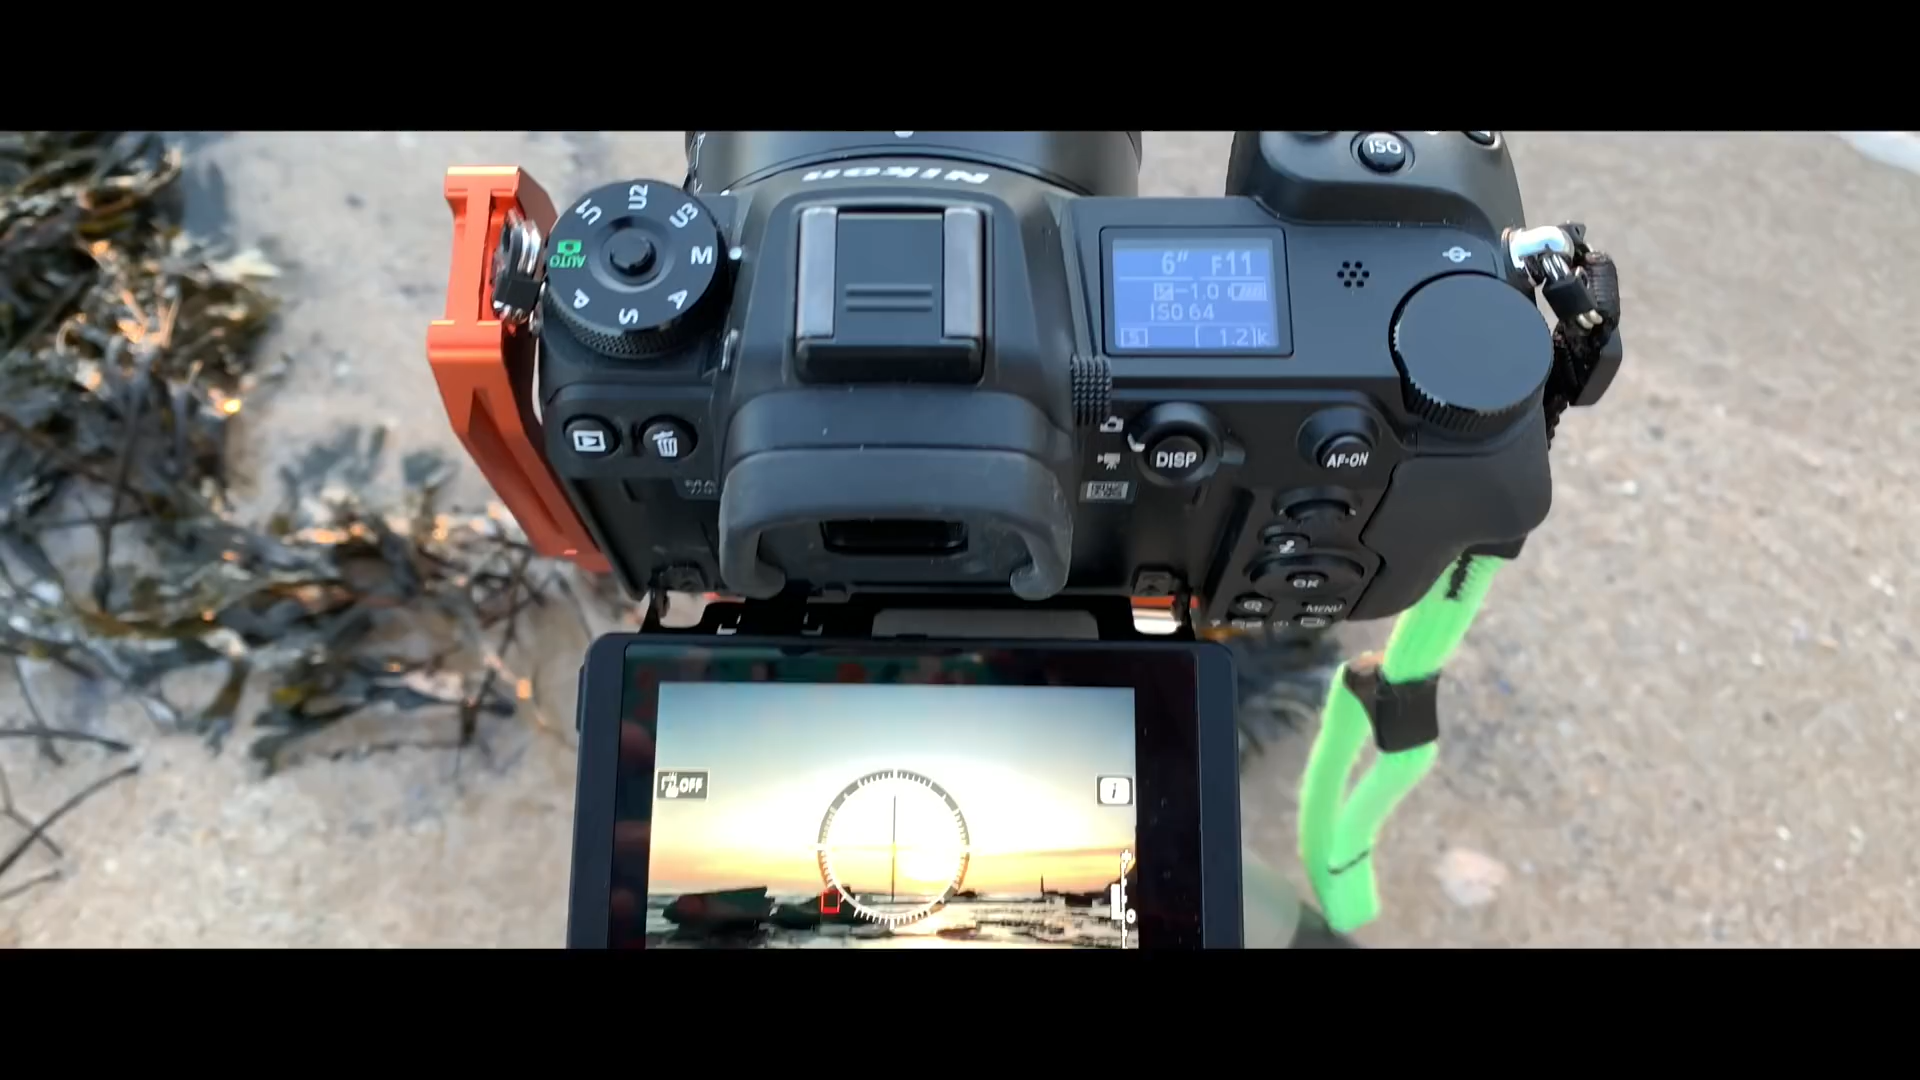 Nikon
ISO
U1
U2
U3
M
A
S
P
AUTO
6" F11
-1.0
ISO 64
S [1.2]k
DISP
AF-ON
i
OK
MENU
OFF
i